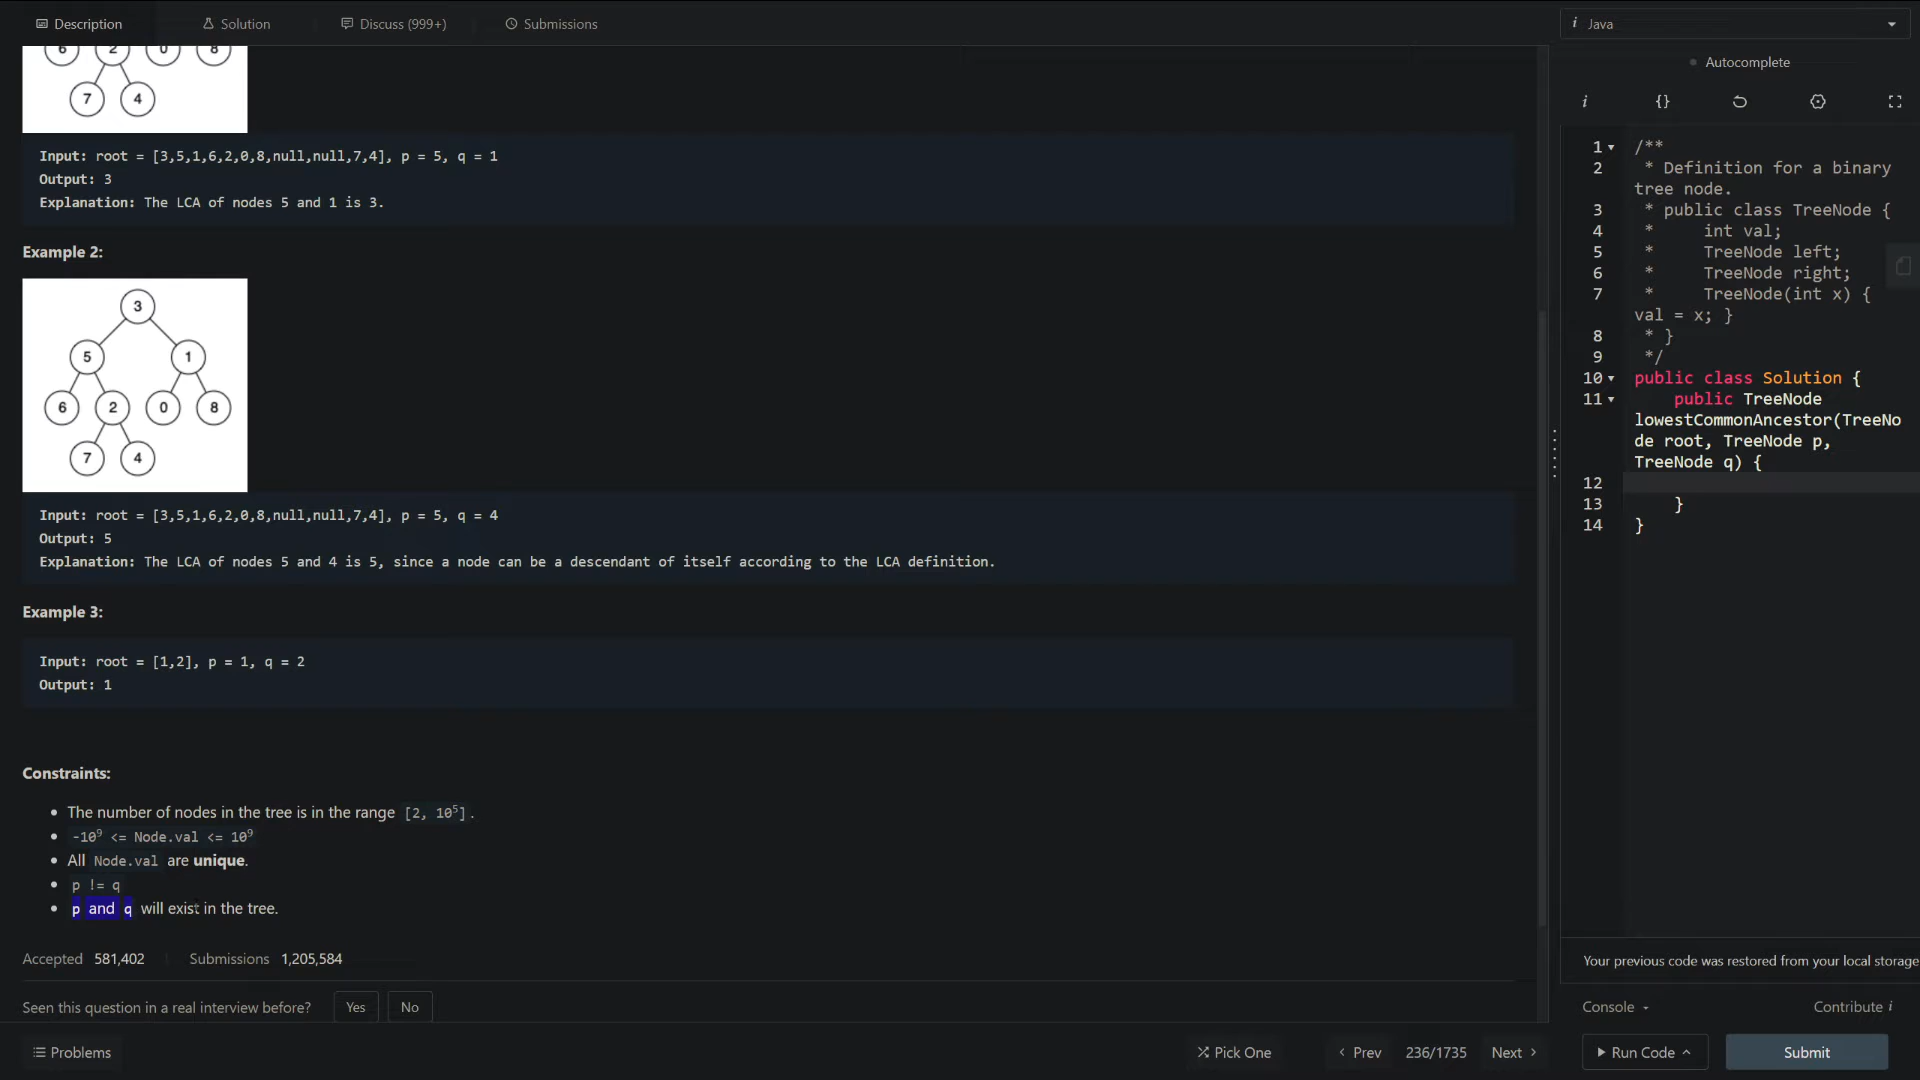 Description
Solution
Discuss (999+)
Submissions
i Java
Autocomplete
i {}
6 2 0 8
7 4
Input: root = [3,5,1,6,2,0,8,null,null,7,4], p = 5, q = 1
Output: 3
Explanation: The LCA of nodes 5 and 1 is 3.
Example 2:
3
5 1
6 2 0 8
7 4
Input: root = [3,5,1,6,2,0,8,null,null,7,4], p = 5, q = 4
Output: 5
Explanation: The LCA of nodes 5 and 4 is 5, since a node can be a descendant of itself according to the LCA definition.
Example 3:
Input: root = [1,2], p = 1, q = 2
Output: 1
Constraints:
• The number of nodes in the tree is in the range [2, 10⁵].
• -10⁹ <= Node.val <= 10⁹
• All Node.val are unique.
• p != q
• p and q will exist in the tree.
Accepted 581,402
Submissions 1,205,584
Seen this question in a real interview before?
Yes
No
Problems
Pick One
Prev
236/1735
Next
1 /**
2 * Definition for a binary
tree node.
3 * public class TreeNode {
4 * int val;
5 * TreeNode left;
6 * TreeNode right;
7 * TreeNode(int x) {
val = x; }
8 * }
9 */
10 public class Solution {
11 public TreeNode
lowestCommonAncestor(TreeNo
de root, TreeNode p,
TreeNode q) {
12
13 }
14 }
Your previous code was restored from your local storage
Console
Contribute i
Run Code
Submit